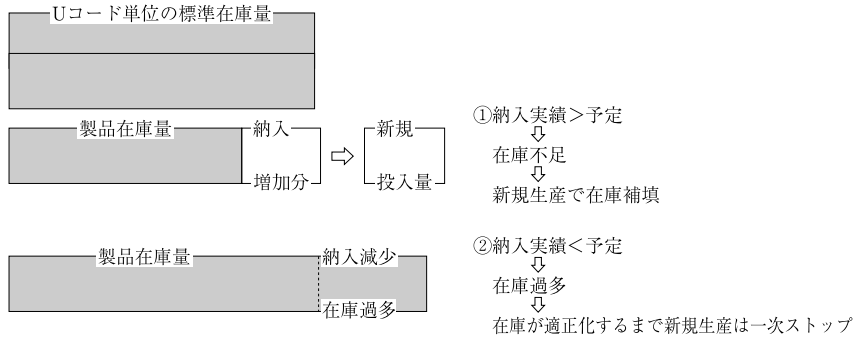 Uコード単位の標準在庫量
製品在庫量
納入
増加分
⇨
新規
投入量
①納入実績＞予定
⇩
在庫不足
⇩
新規生産で在庫補填
製品在庫量
納入減少
在庫過多
②納入実績＜予定
⇩
在庫過多
⇩
在庫が適正化するまで新規生産は一次ストップ